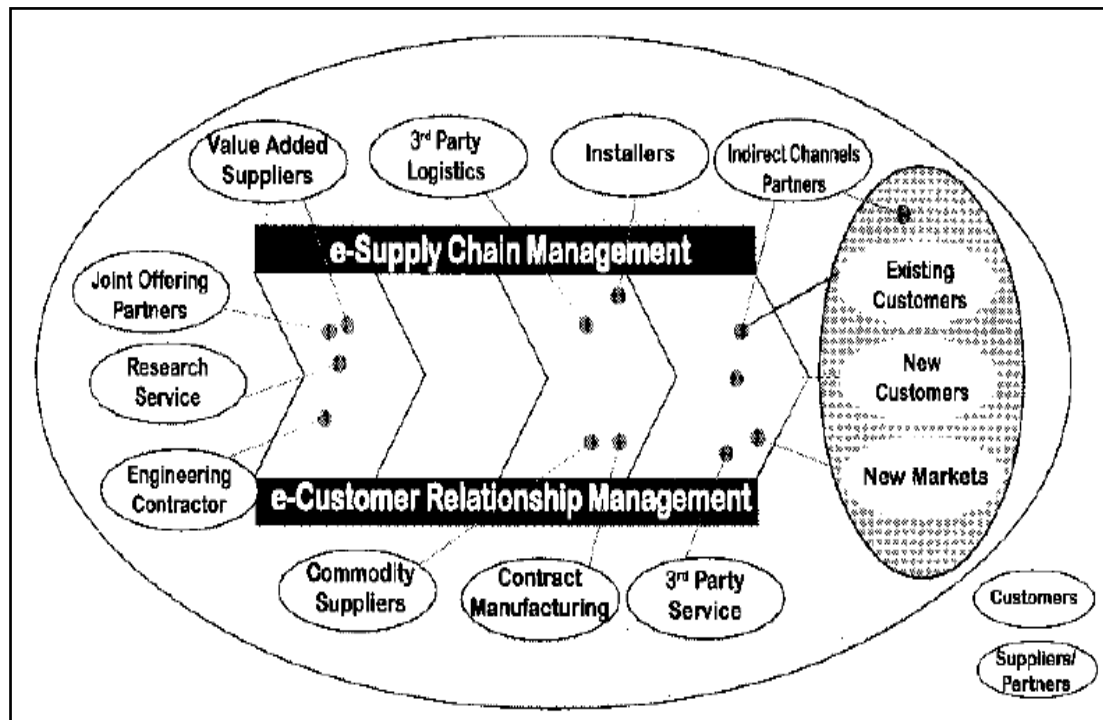 Value Added
Suppliers
3rd Party
Logistics
Installers
Indirect Channels
Partners
e-Supply Chain Management
Joint Offering
Partners
Existing
Customers
Research
Service
New
Customers
Engineering
Contractor
New Markets
e-Customer Relationship Management
Commodity
Suppliers
Contract
Manufacturing
3rd Party
Service
Customers
Suppliers/
Partners